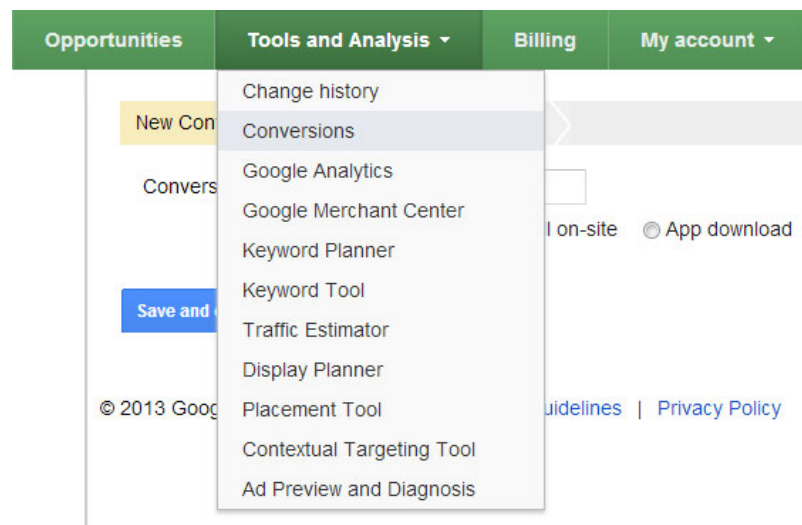 Opportunities Tools and Analysis Billing My account
Change history
New Con
Conversions
Google Analytics
Convers
Google Merchant Center
l on-site App download
Keyword Planner
Keyword Tool
Save and
Traffic Estimator
Display Planner
© 2013 Goog Placement Tool uidelines | Privacy Policy
Contextual Targeting Tool
Ad Preview and Diagnosis